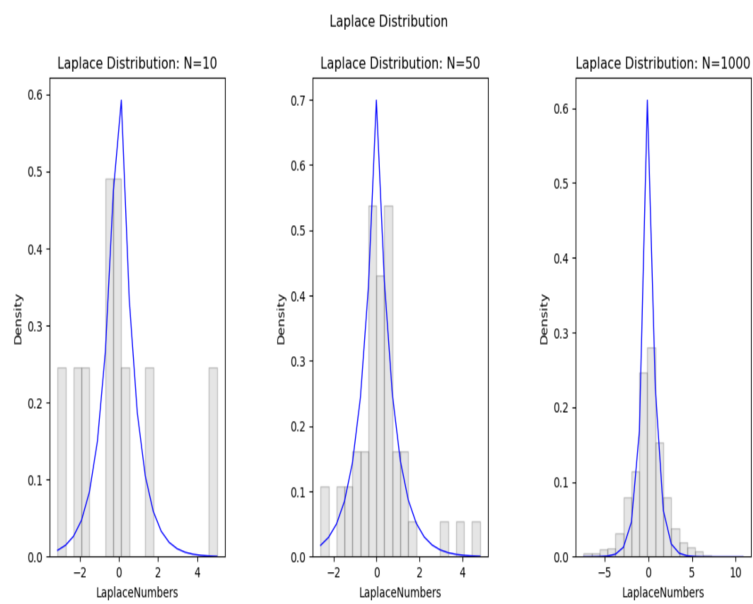 Laplace Distribution
Laplace Distribution: N=10
0.6
0.5
0.4
0.3
0.2
0.1
0.0
Density
−2 0 2 4
LaplaceNumbers
Laplace Distribution: N=50
0.7
0.6
0.5
0.4
0.3
0.2
0.1
0.0
Density
−2 0 2 4
LaplaceNumbers
Laplace Distribution: N=1000
0.6
0.5
0.4
0.3
0.2
0.1
0.0
Density
−5 0 5 10
LaplaceNumbers